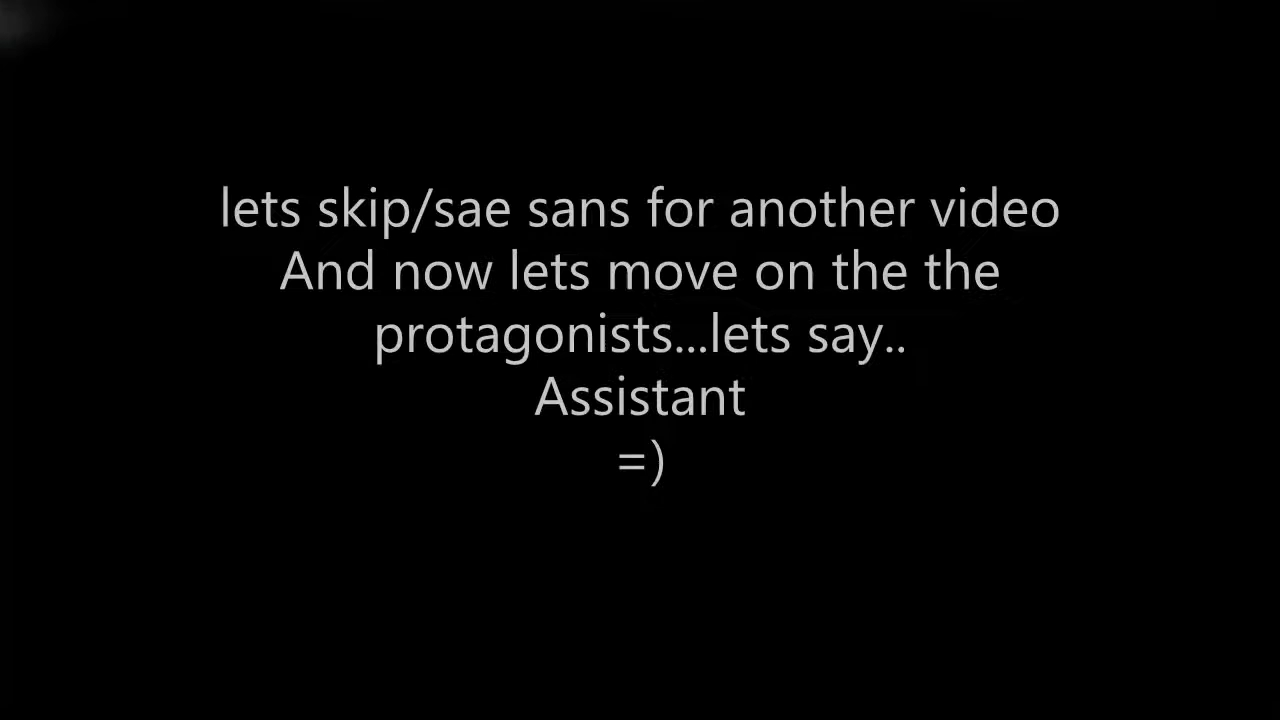 lets skip/sae sans for another video
And now lets move on the the
protagonists...lets say..
Assistant
=)